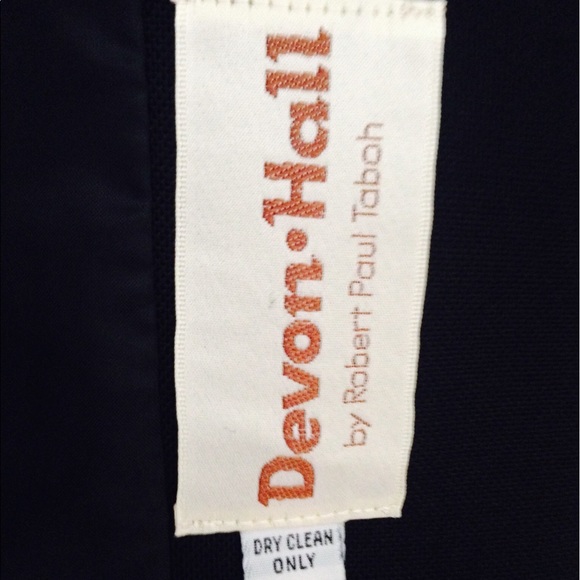 Devon•Hall
by Robert Paul Taboh
DRY CLEAN
ONLY